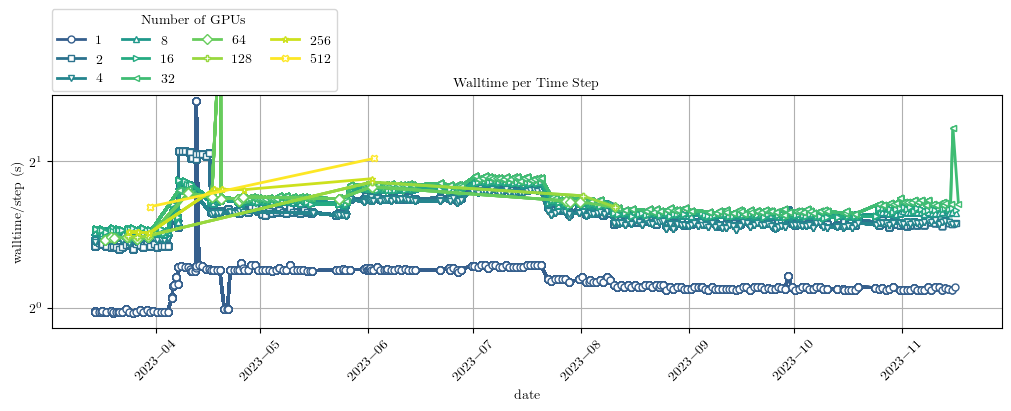 Number of GPUs
1 8 64 256
2 16 128 512
4 32
Walltime per Time Step
walltime/step (s)
2^1
2^0
2023-04 2023-05 2023-06 2023-07 2023-08 2023-09 2023-10 2023-11
date